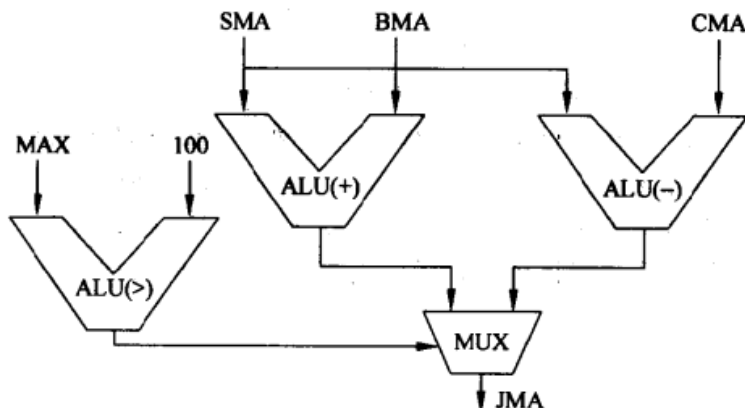 SMA BMA CMA
MAX 100
ALU(+) ALU(−)
ALU(>)
MUX
JMA